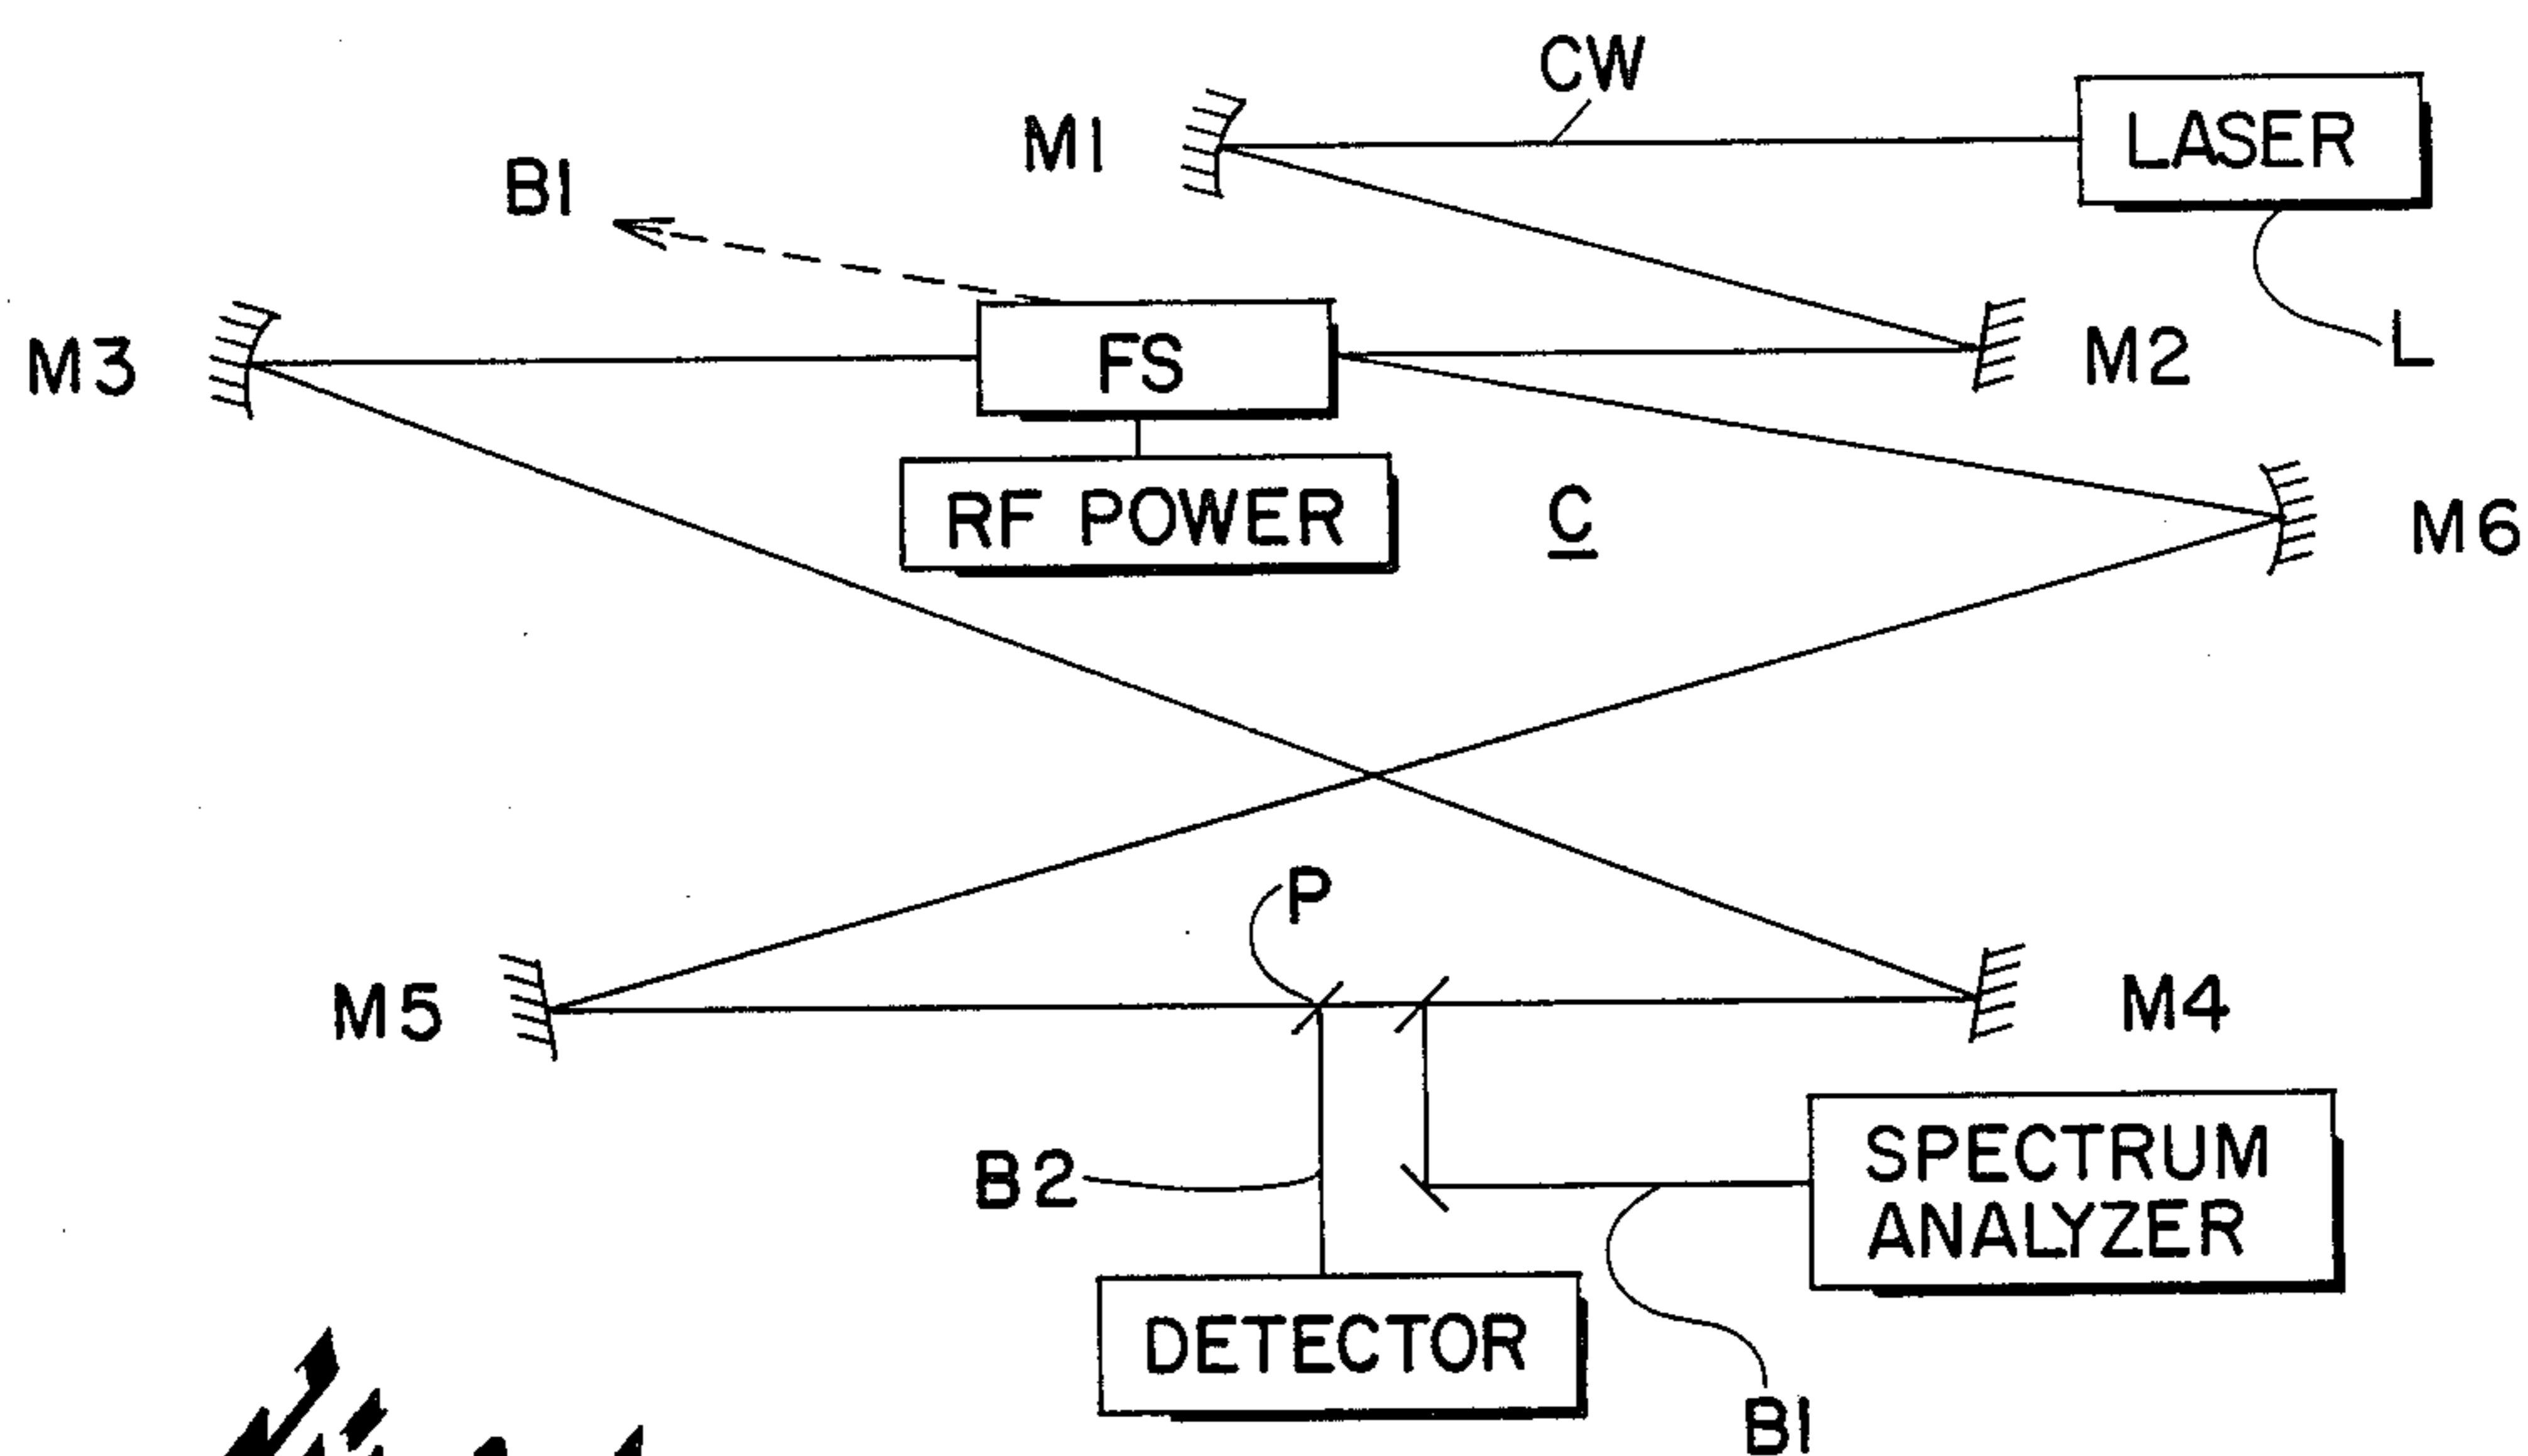 CW
LASER
M1
B1
L
M2
M3
FS
RF POWER
C
M6
P
M5
M4
B2
SPECTRUM
ANALYZER
DETECTOR
B1